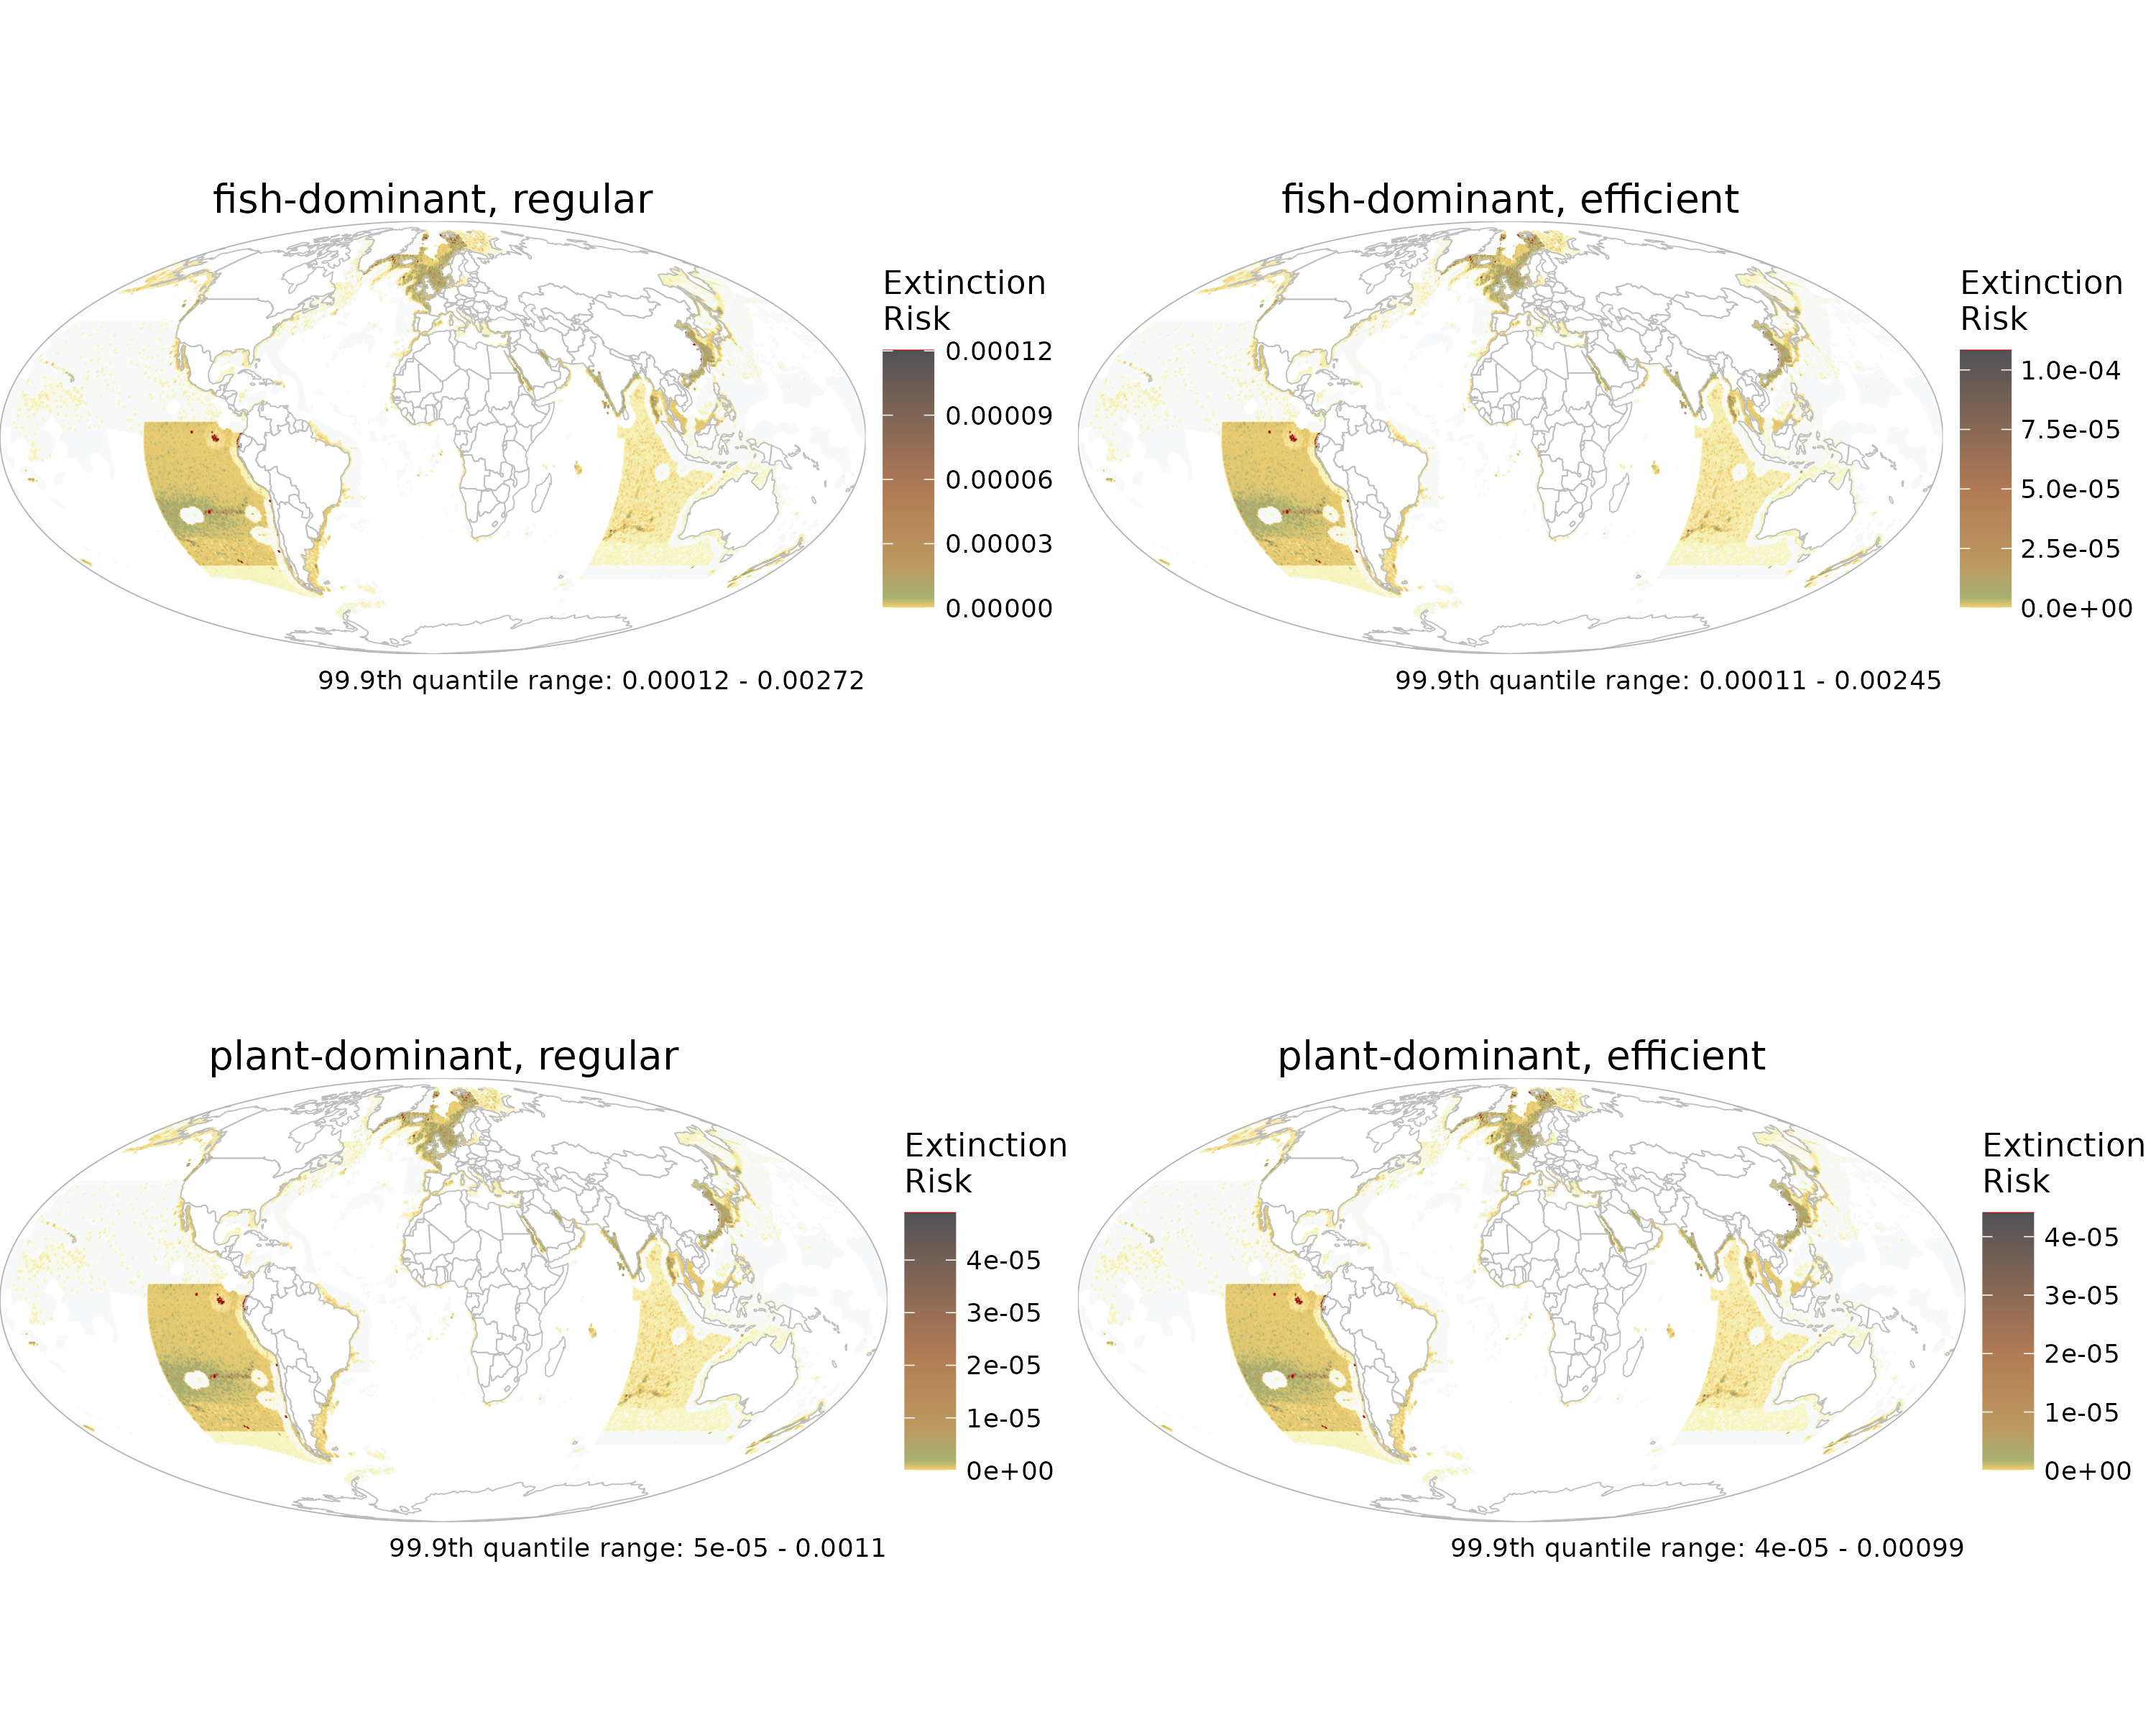 fish-dominant, regular
Extinction
Risk
0.00012
0.00009
0.00006
0.00003
0.00000
99.9th quantile range: 0.00012 - 0.00272
fish-dominant, efficient
Extinction
Risk
1.0e-04
7.5e-05
5.0e-05
2.5e-05
0.0e+00
99.9th quantile range: 0.00011 - 0.00245
plant-dominant, regular
Extinction
Risk
4e-05
3e-05
2e-05
1e-05
0e+00
99.9th quantile range: 5e-05 - 0.0011
plant-dominant, efficient
Extinction
Risk
4e-05
3e-05
2e-05
1e-05
0e+00
99.9th quantile range: 4e-05 - 0.00099